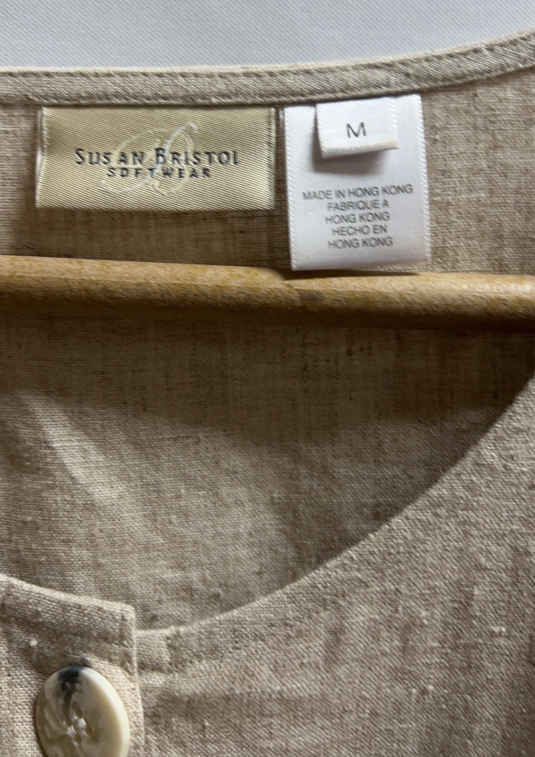 SUSAN BRISTOL
SOFTWEAR
M
MADE IN HONG KONG
FABRIQUE A
HONG KONG
HECHO EN
HONG KONG